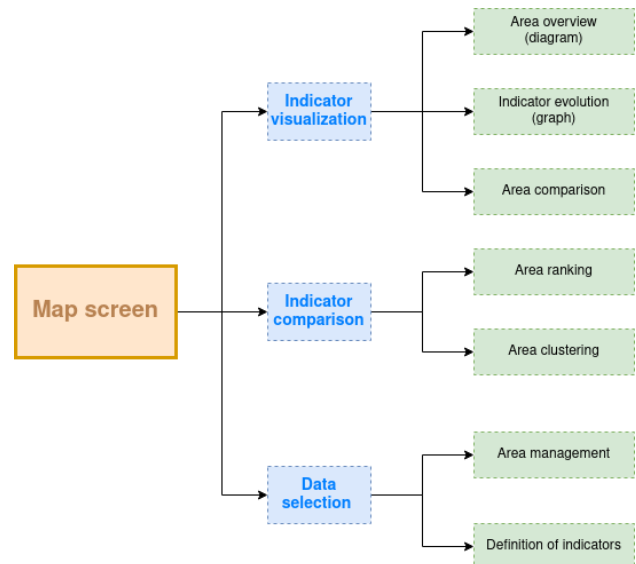 Map screen
Indicator
visualization
Area overview
(diagram)
Indicator evolution
(graph)
Area comparison
Indicator
comparison
Area ranking
Area clustering
Data
selection
Area management
Definition of indicators